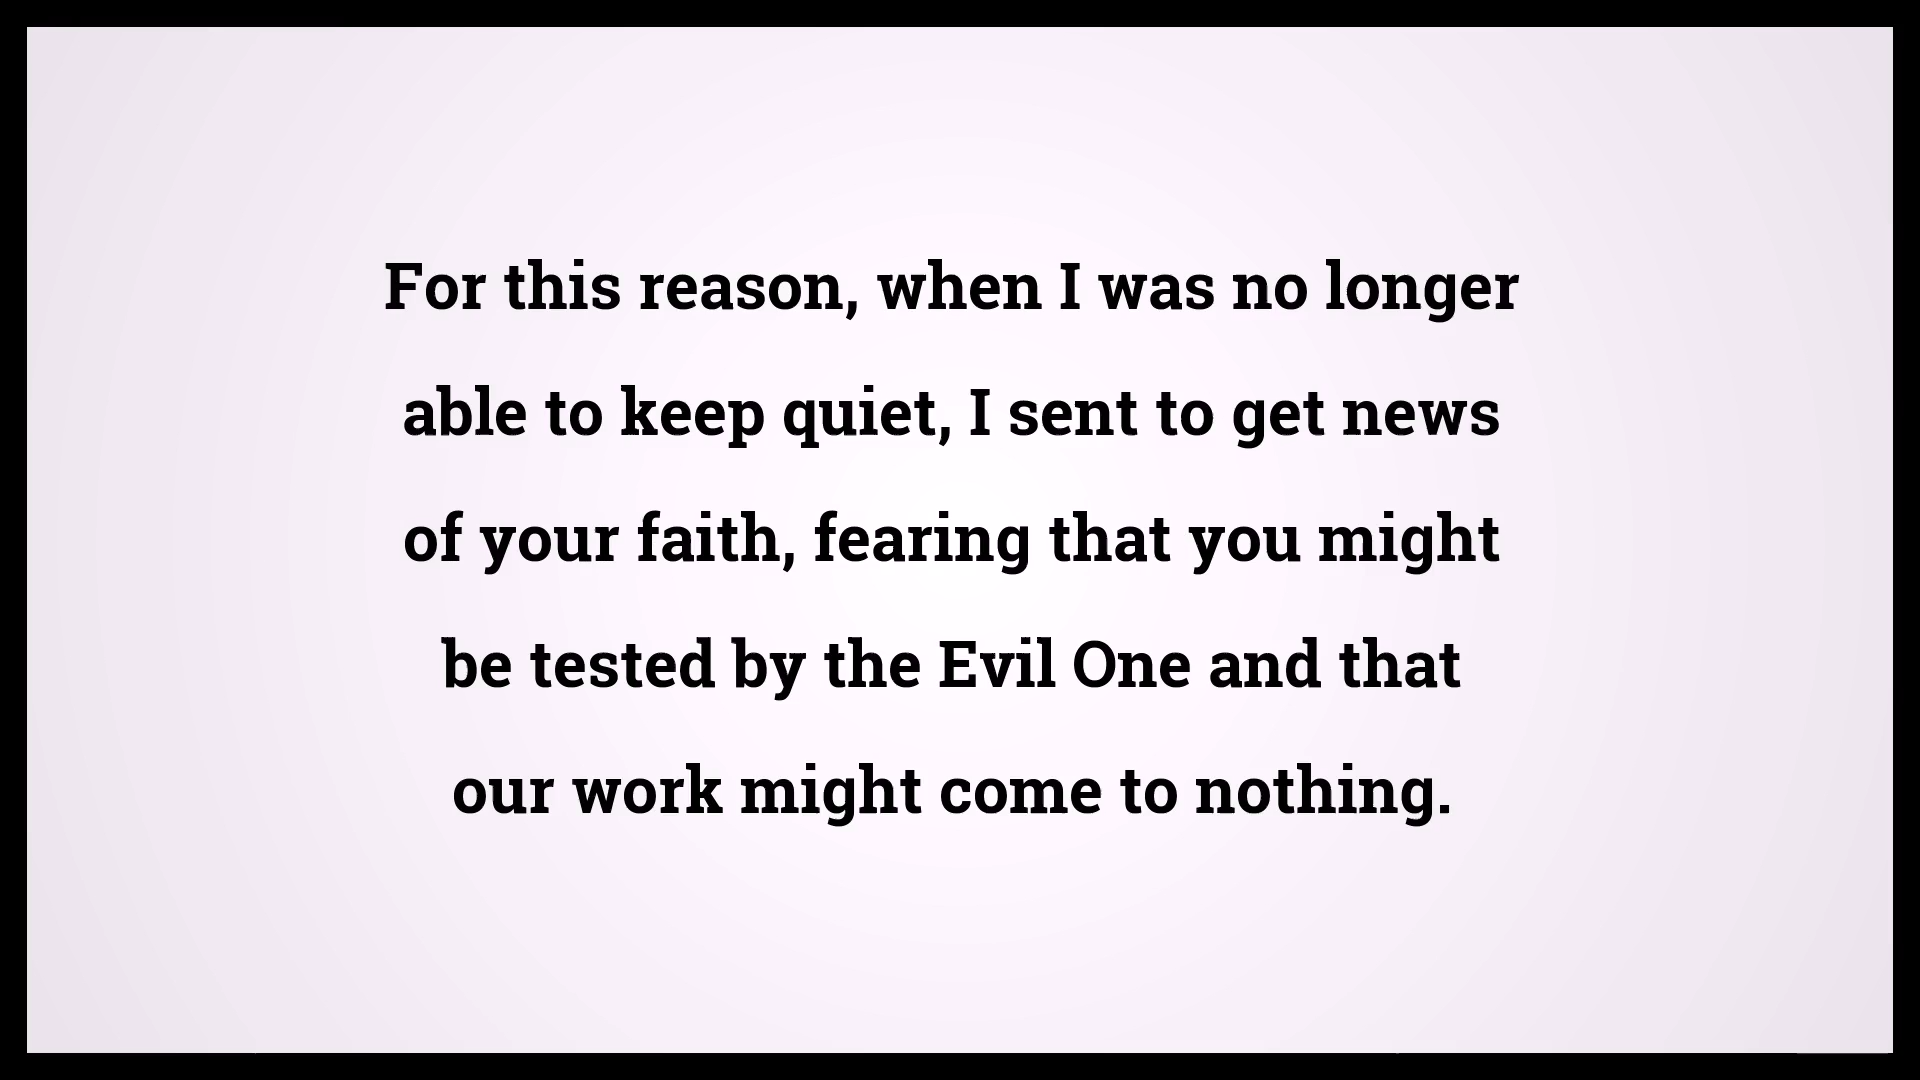 For this reason, when I was no longer
able to keep quiet, I sent to get news
of your faith, fearing that you might
be tested by the Evil One and that
our work might come to nothing.